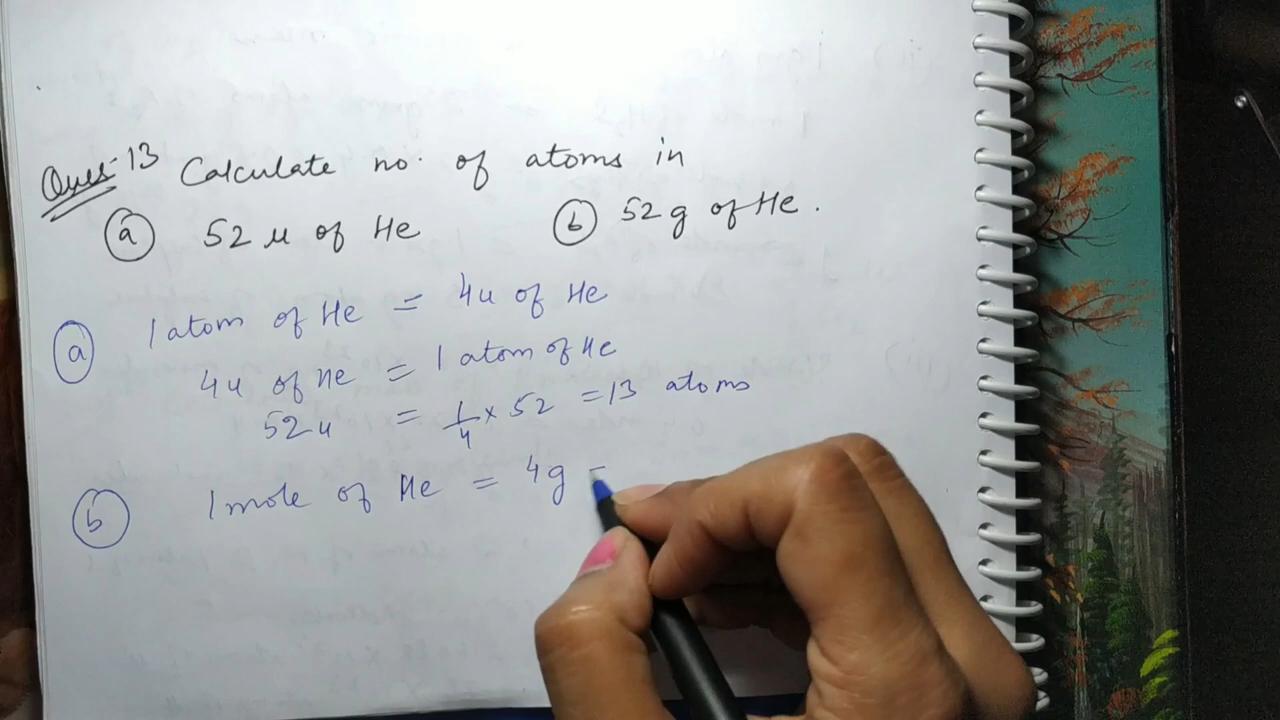 Ques-13 Calculate no. of atoms in
(a) 52 u of He (b) 52 g of He.
(a) 1 atom of He = 4u of He
4u of He = 1 atom of He
52u = 1/4 × 52 = 13 atoms
(b) 1 mole of He = 4g =